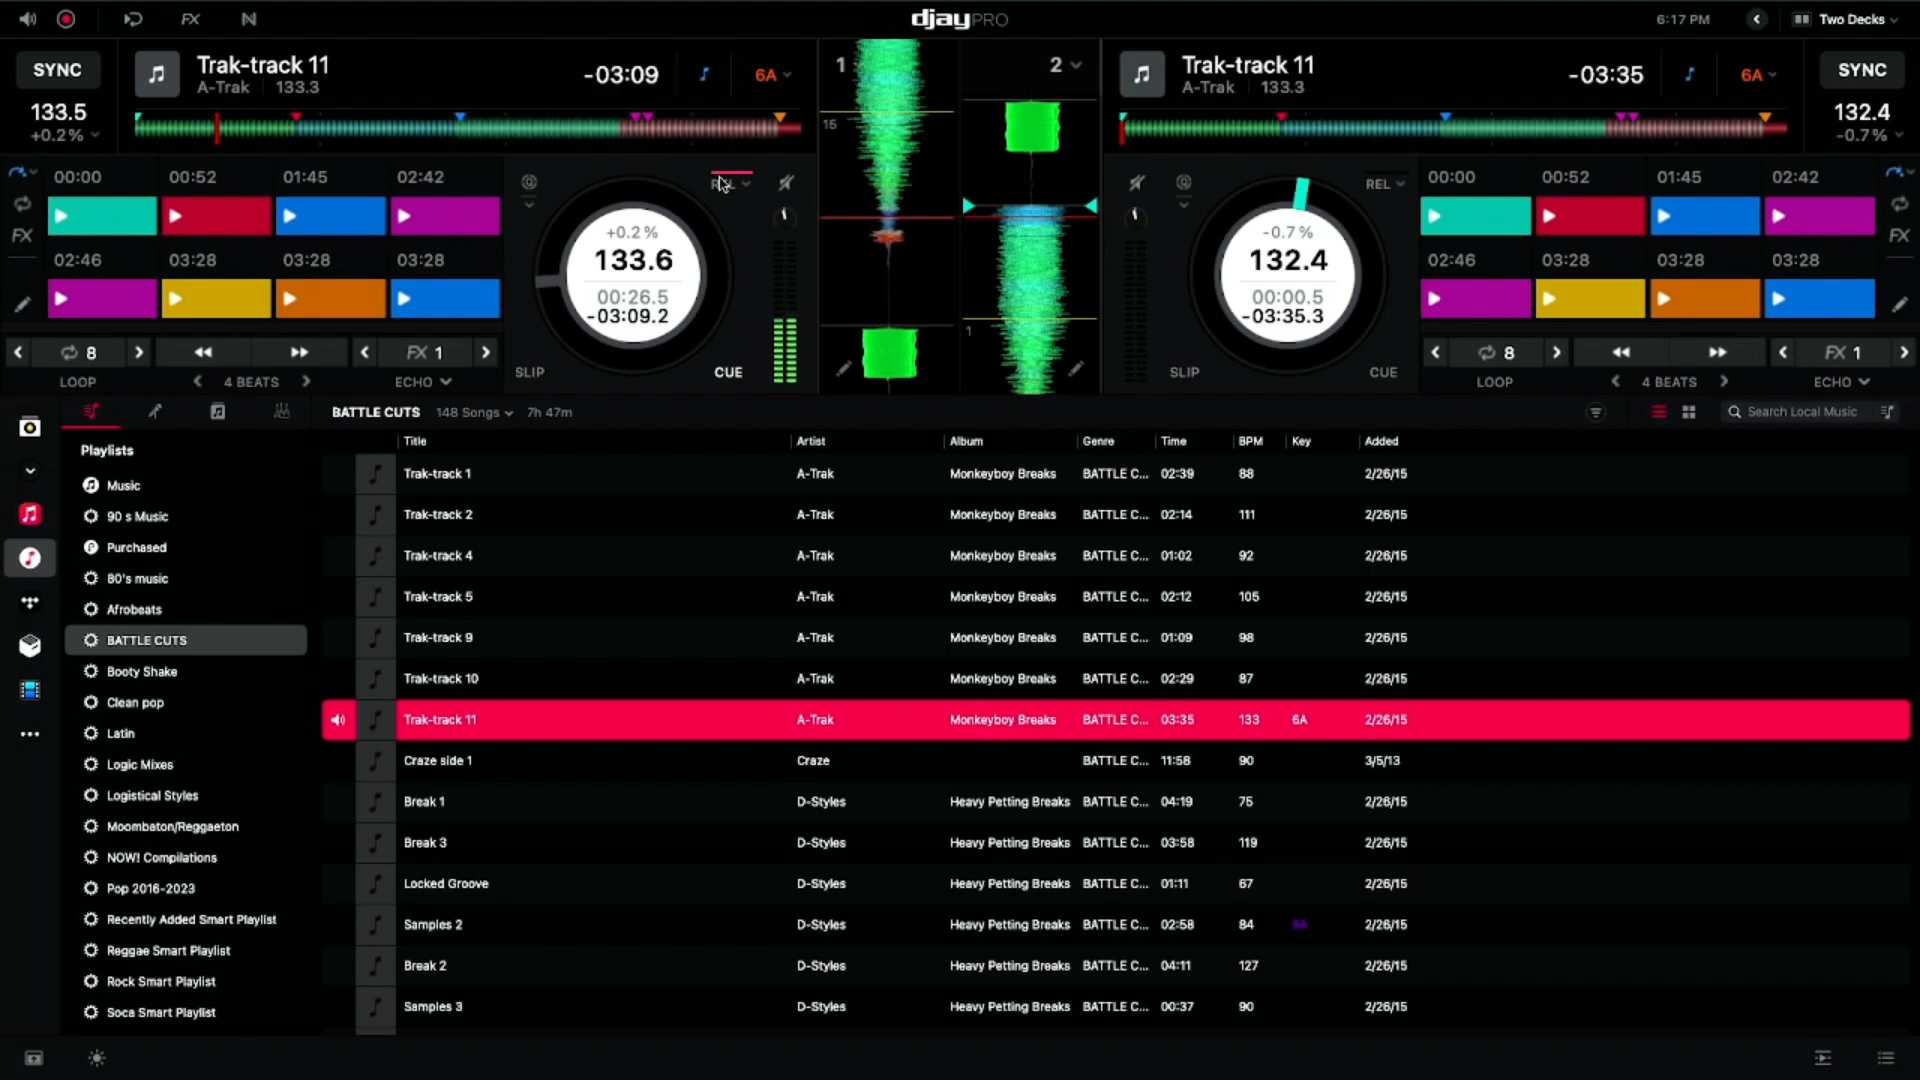 FX
djay PRO
6:17 PM
Two Decks
SYNC
133.5
+0.2%
Trak-track 11
A-Trak 133.3
-03:09
6A
1
15
2
1
Trak-track 11
A-Trak 133.3
-03:35
6A
SYNC
132.4
-0.7%
00:00 00:52 01:45 02:42
02:46 03:28 03:28 03:28
FX
8
FX 1
LOOP
4 BEATS
ECHO
+0.2%
133.6
00:26.5
-03:09.2
SLIP
CUE
REL
-0.7%
132.4
00:00.5
-03:35.3
SLIP
CUE
00:00 00:52 01:45 02:42
02:46 03:28 03:28 03:28
FX
8
FX 1
LOOP
4 BEATS
ECHO
BATTLE CUTS 148 Songs 7h 47m
Search Local Music
Playlists
Music
90 s Music
Purchased
80's music
Afrobeats
BATTLE CUTS
Booty Shake
Clean pop
Latin
Logic Mixes
Logistical Styles
Moombaton/Reggaeton
NOW! Compilations
Pop 2016-2023
Recently Added Smart Playlist
Reggae Smart Playlist
Rock Smart Playlist
Soca Smart Playlist
Title Artist Album Genre Time BPM Key Added
Trak-track 1 A-Trak Monkeyboy Breaks BATTLE C... 02:39 88 2/26/15
Trak-track 2 A-Trak Monkeyboy Breaks BATTLE C... 02:14 111 2/26/15
Trak-track 4 A-Trak Monkeyboy Breaks BATTLE C... 01:02 92 2/26/15
Trak-track 5 A-Trak Monkeyboy Breaks BATTLE C... 02:12 105 2/26/15
Trak-track 9 A-Trak Monkeyboy Breaks BATTLE C... 01:09 98 2/26/15
Trak-track 10 A-Trak Monkeyboy Breaks BATTLE C... 02:29 87 2/26/15
Trak-track 11 A-Trak Monkeyboy Breaks BATTLE C... 03:35 133 6A 2/26/15
Craze side 1 Craze BATTLE C... 11:58 90 3/5/13
Break 1 D-Styles Heavy Petting Breaks BATTLE C... 04:19 75 2/26/15
Break 3 D-Styles Heavy Petting Breaks BATTLE C... 03:58 119 2/26/15
Locked Groove D-Styles Heavy Petting Breaks BATTLE C... 01:11 67 2/26/15
Samples 2 D-Styles Heavy Petting Breaks BATTLE C... 02:58 84 2/26/15
Break 2 D-Styles Heavy Petting Breaks BATTLE C... 04:11 127 2/26/15
Samples 3 D-Styles Heavy Petting Breaks BATTLE C... 00:37 90 2/26/15